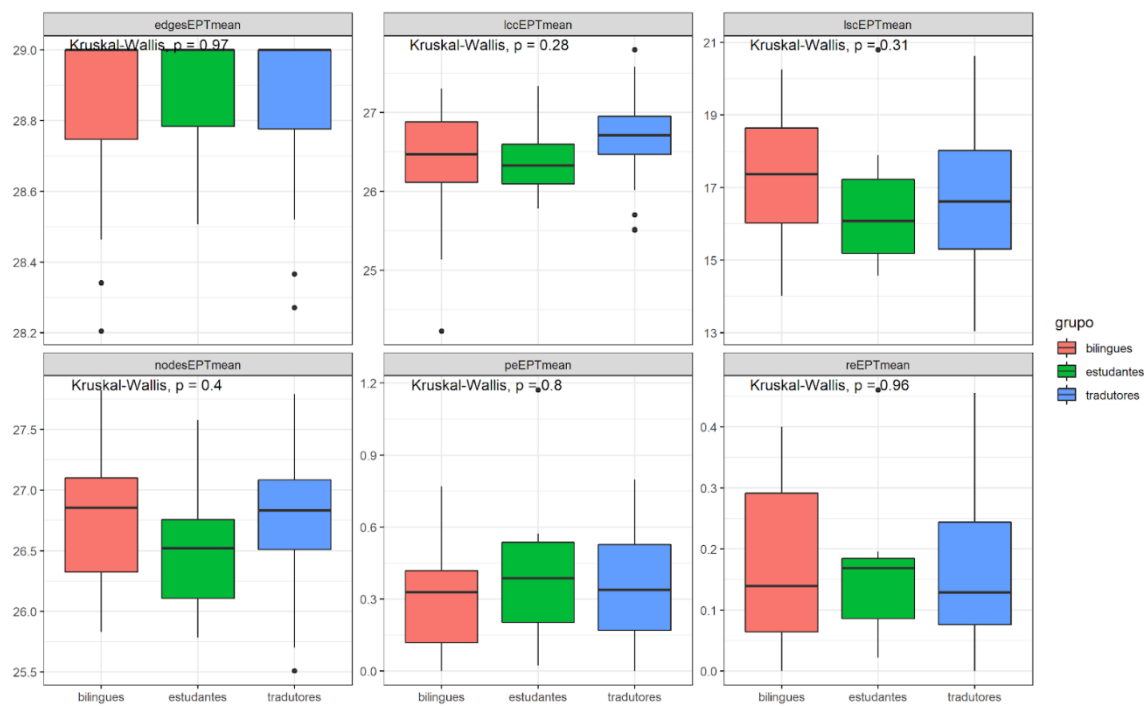 edgesEPTmean
Kruskal-Wallis, p = 0.97
29.0
28.8
28.6
28.4
28.2
lccEPTmean
Kruskal-Wallis, p = 0.28
27
26
25
lscEPTmean
Kruskal-Wallis, p = 0.31
21
19
17
15
13
nodesEPTmean
Kruskal-Wallis, p = 0.4
27.5
27.0
26.5
26.0
25.5
bilingues estudantes tradutores
peEPTmean
Kruskal-Wallis, p = 0.8
1.2
0.9
0.6
0.3
0.0
bilingues estudantes tradutores
reEPTmean
Kruskal-Wallis, p = 0.96
0.4
0.3
0.2
0.1
0.0
bilingues estudantes tradutores
grupo
bilingues
estudantes
tradutores